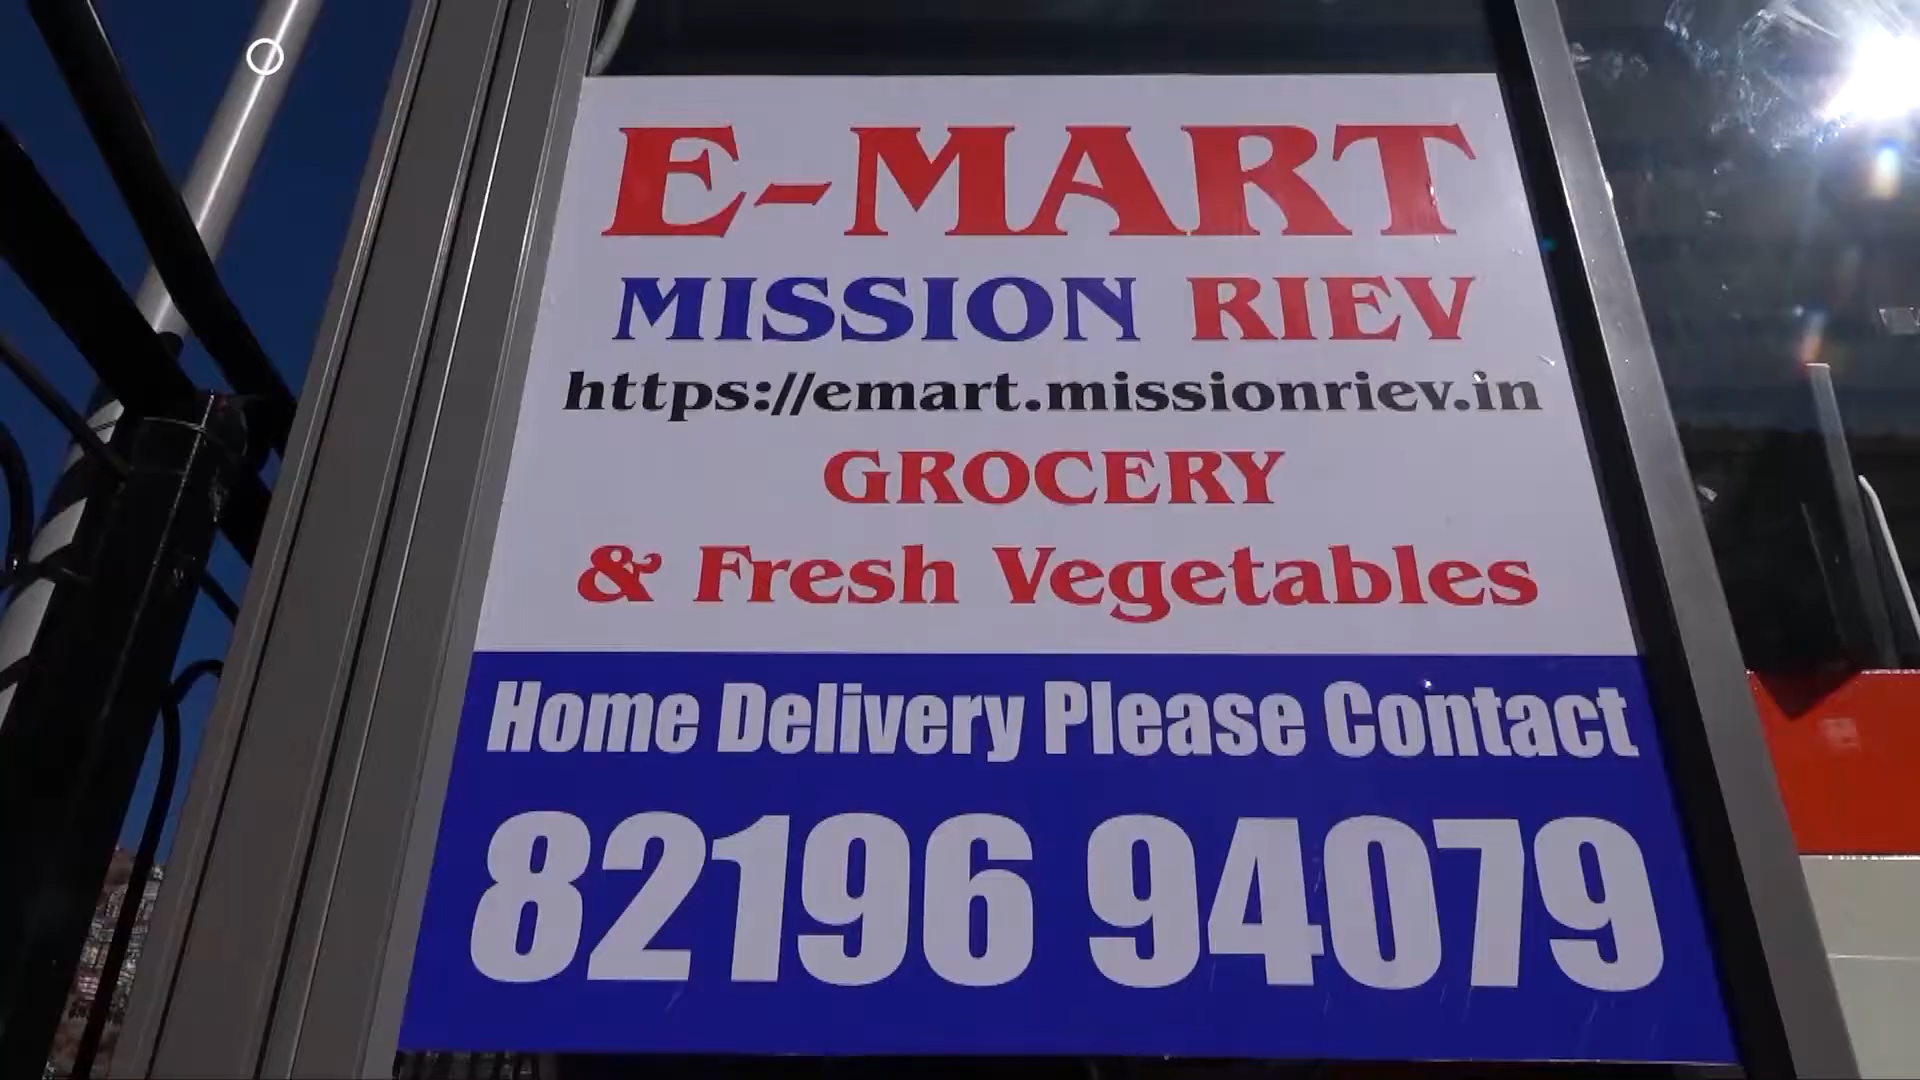 E-MART
MISSION RIEV
https://emart.missionriev.in
GROCERY
& Fresh Vegetables
Home Delivery Please Contact
82196 94079